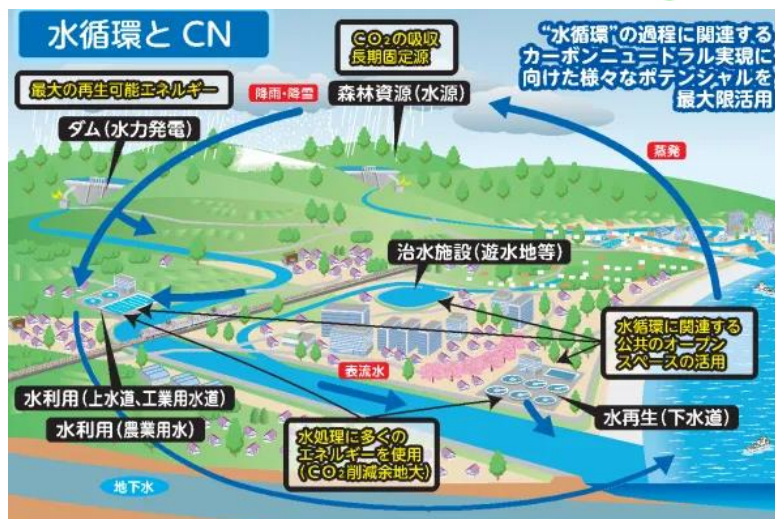 水循環とCN
“水循環”の過程に関連する
カーボンニュートラル実現に
向けた様々なポテンシャルを
最大限活用
CO₂の吸収
長期固定源
最大の再生可能エネルギー
降雨・降雪
森林資源(水源)
ダム(水力発電)
蒸発
治水施設(遊水地等)
水循環に関連する
公共のオープン
スペースの活用
表流水
水利用(上水道、工業用水道)
水利用(農業用水)
水再生(下水道)
水処理に多くの
エネルギーを使用
(CO₂削減余地大)
地下水